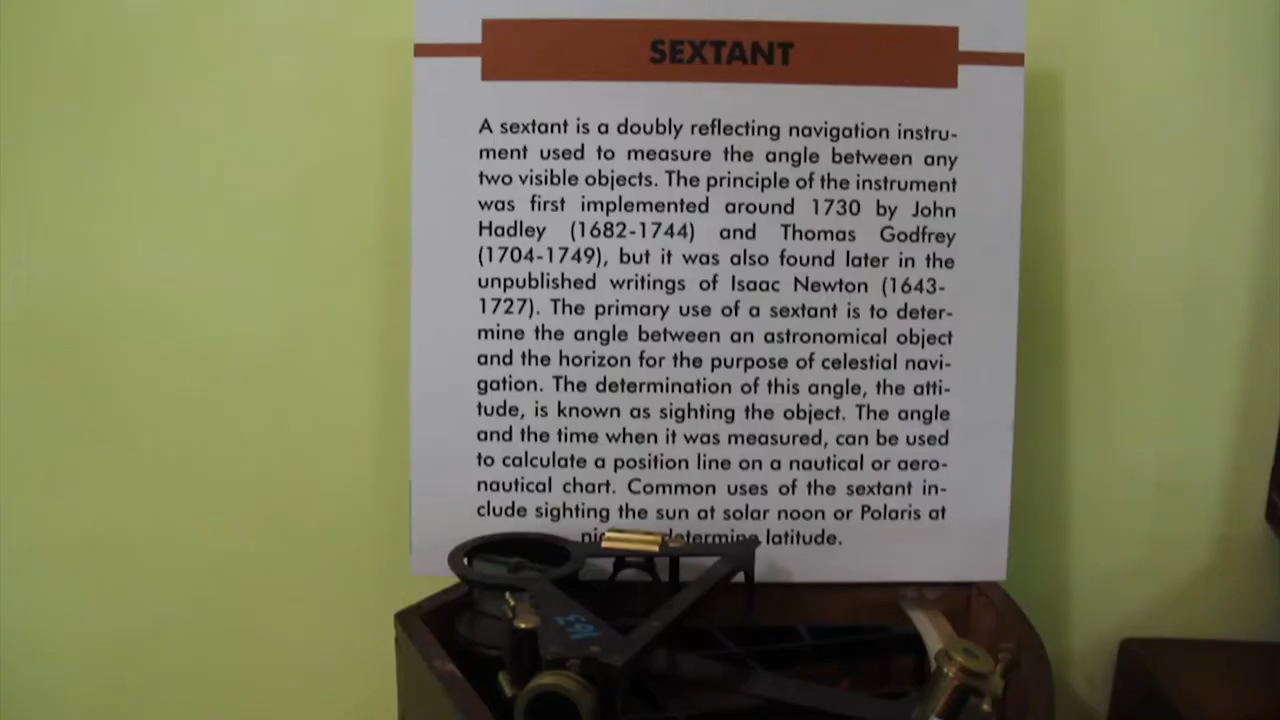 SEXTANT
A sextant is a doubly reflecting navigation instru-
ment used to measure the angle between any
two visible objects. The principle of the instrument
was first implemented around 1730 by John
Hadley (1682-1744) and Thomas Godfrey
(1704-1749), but it was also found later in the
unpublished writings of Isaac Newton (1643-
1727). The primary use of a sextant is to deter-
mine the angle between an astronomical object
and the horizon for the purpose of celestial navi-
gation. The determination of this angle, the atti-
tude, is known as sighting the object. The angle
and the time when it was measured, can be used
to calculate a position line on a nautical or aero-
nautical chart. Common uses of the sextant in-
clude sighting the sun at solar noon or Polaris at
determine latitude.
163